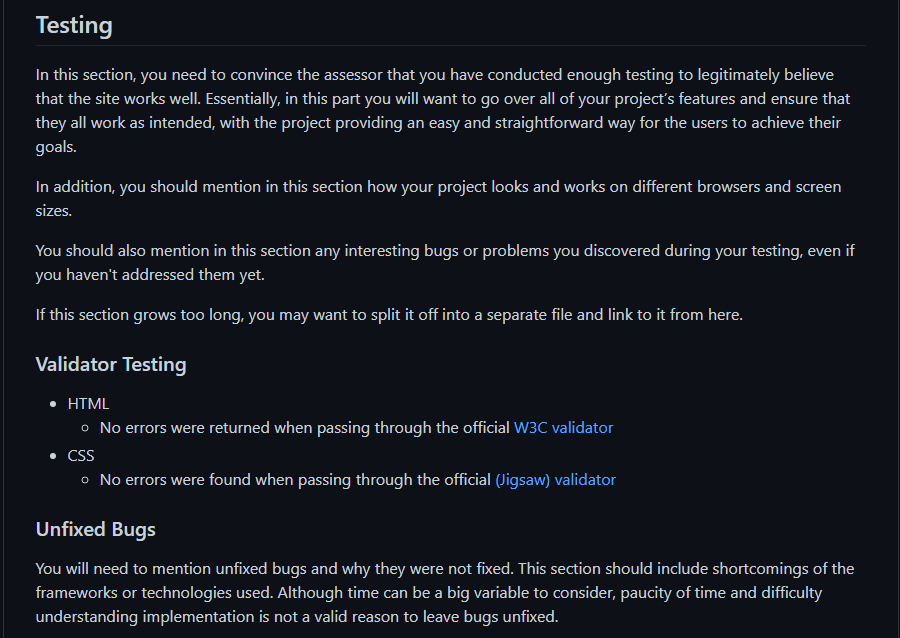 Testing
In this section, you need to convince the assessor that you have conducted enough testing to legitimately believe
that the site works well. Essentially, in this part you will want to go over all of your project’s features and ensure that
they all work as intended, with the project providing an easy and straightforward way for the users to achieve their
goals.
In addition, you should mention in this section how your project looks and works on different browsers and screen
sizes.
You should also mention in this section any interesting bugs or problems you discovered during your testing, even if
you haven't addressed them yet.
If this section grows too long, you may want to split it off into a separate file and link to it from here.
Validator Testing
HTML
No errors were returned when passing through the official W3C validator
CSS
No errors were found when passing through the official (Jigsaw) validator
Unfixed Bugs
You will need to mention unfixed bugs and why they were not fixed. This section should include shortcomings of the
frameworks or technologies used. Although time can be a big variable to consider, paucity of time and difficulty
understanding implementation is not a valid reason to leave bugs unfixed.